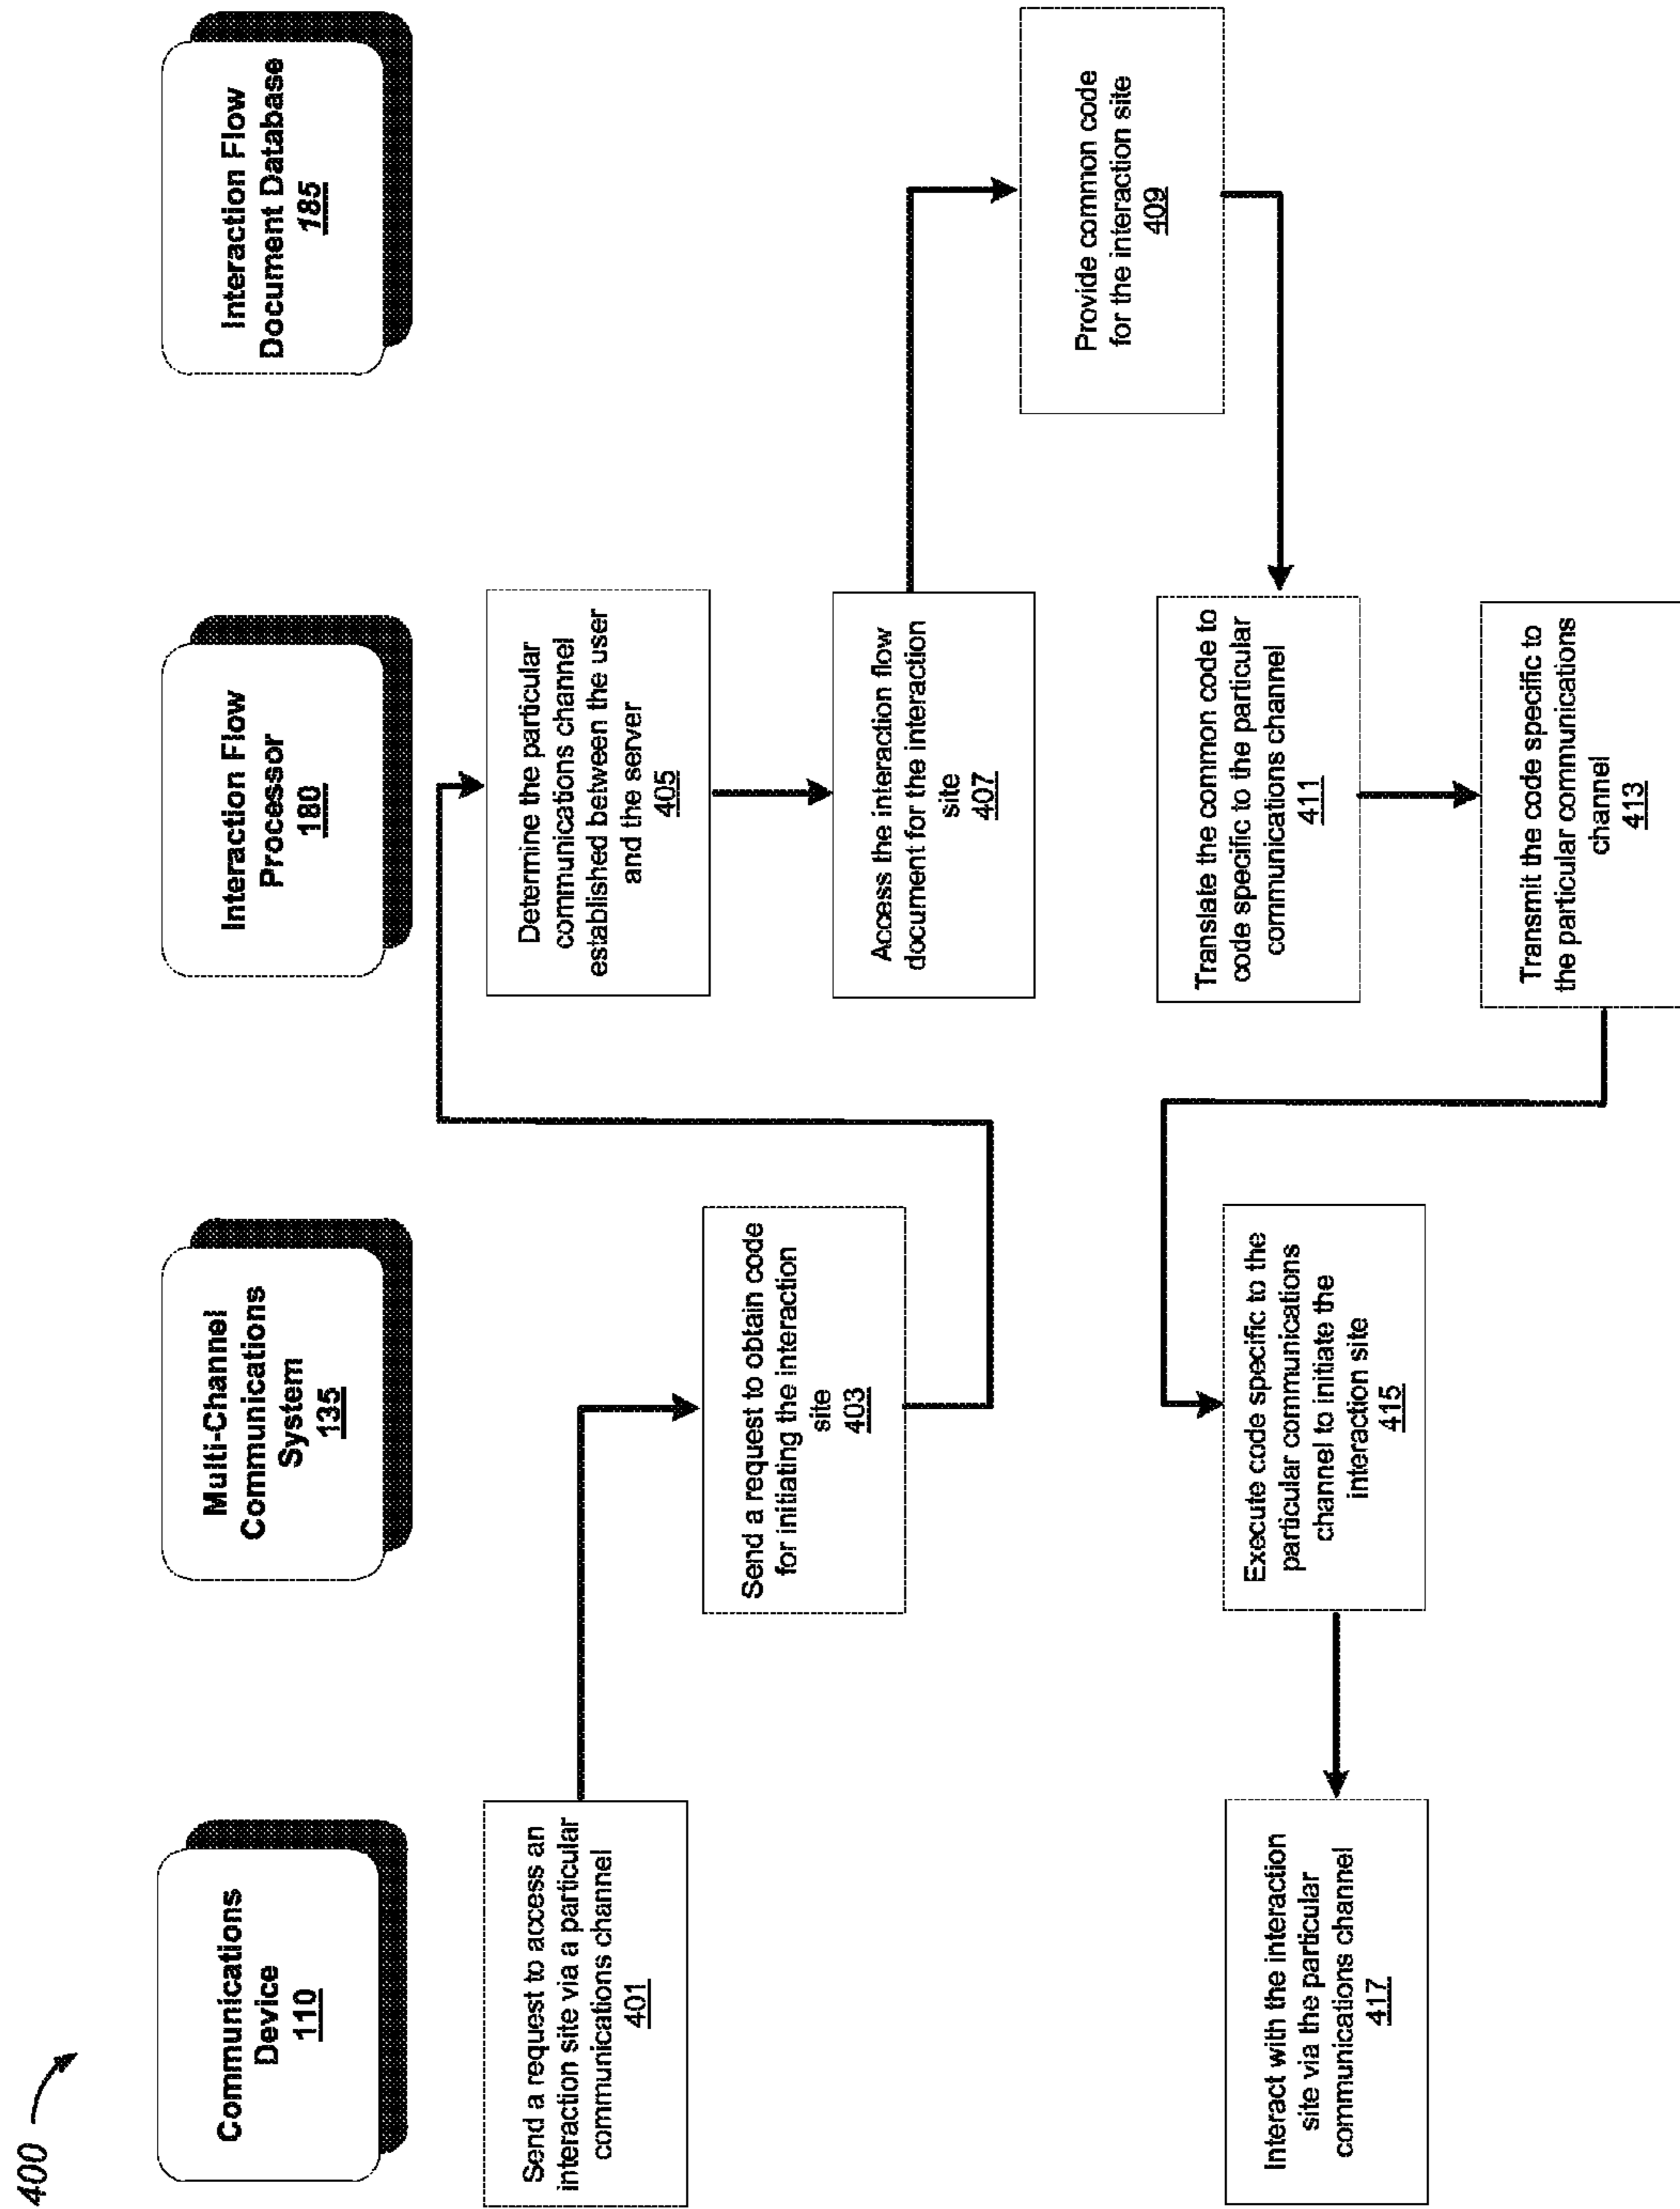 400
Communications
Device
110
Multi-Channel
Communications
System
135
Interaction Flow
Processor
180
Interaction Flow
Document Database
185
Send a request to access an
interaction site via a particular
communications channel
401
Send a request to obtain code
for initiating the interaction
site
403
Determine the particular
communications channel
established between the user
and the server
405
Access the interaction flow
document for the interaction
site
407
Provide common code
for the interaction site
409
Translate the common code to
code specific to the particular
communications channel
411
Transmit the code specific to
the particular communications
channel
413
Execute code specific to the
particular communications
channel to initiate the
interaction site
415
Interact with the interaction
site via the particular
communications channel
417